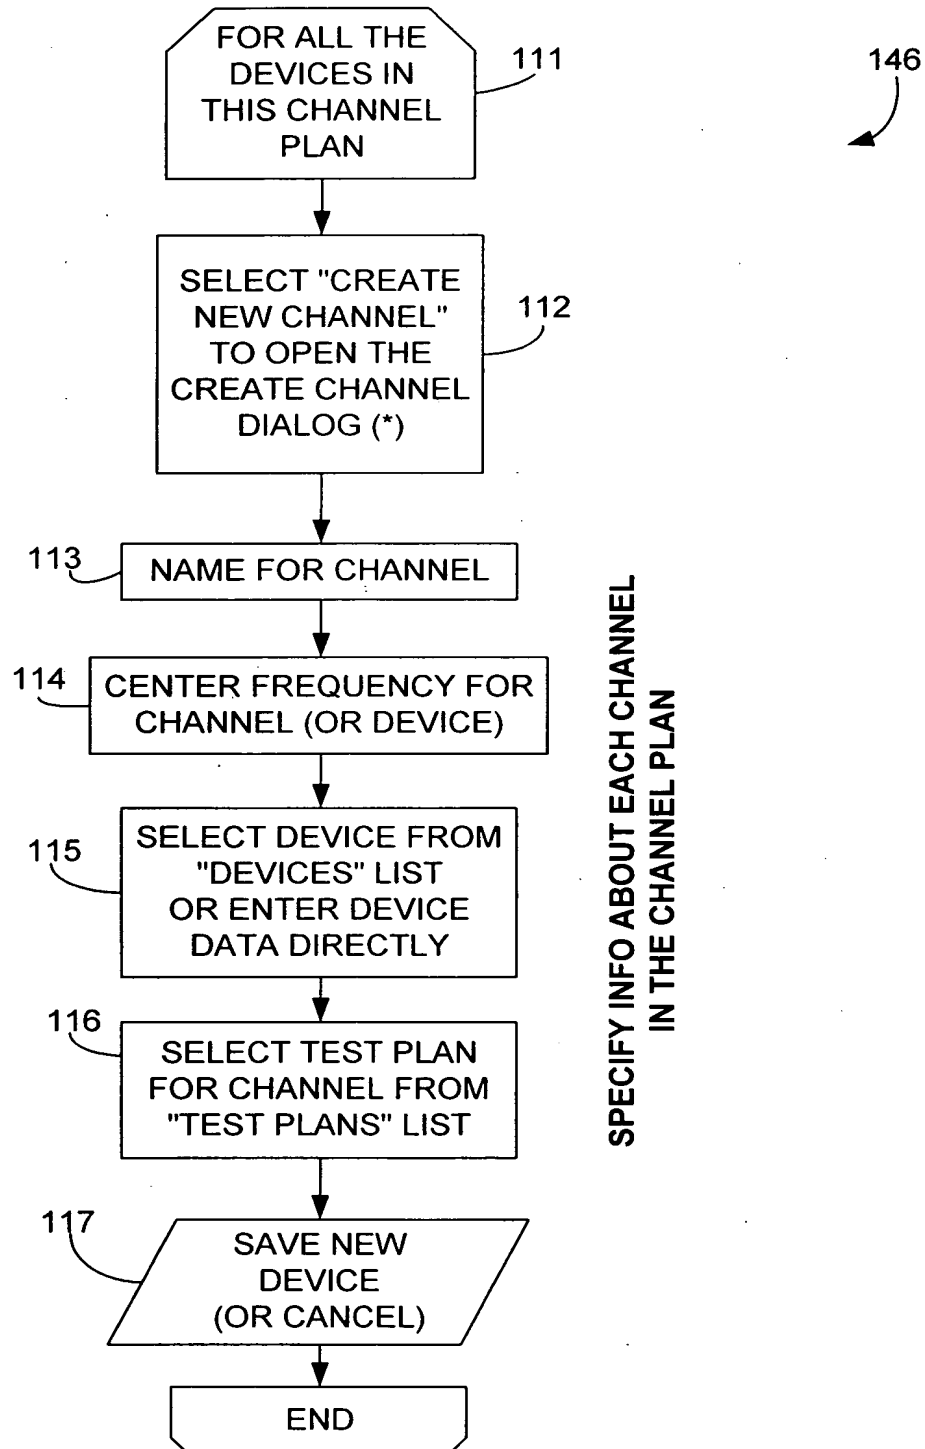 FOR ALL THE
DEVICES IN
THIS CHANNEL
PLAN
111
146
SELECT "CREATE
NEW CHANNEL"
TO OPEN THE
CREATE CHANNEL
DIALOG (*)
112
113
NAME FOR CHANNEL
114
CENTER FREQUENCY FOR
CHANNEL (OR DEVICE)
115
SELECT DEVICE FROM
"DEVICES" LIST
OR ENTER DEVICE
DATA DIRECTLY
116
SELECT TEST PLAN
FOR CHANNEL FROM
"TEST PLANS" LIST
117
SAVE NEW
DEVICE
(OR CANCEL)
END
SPECIFY INFO ABOUT EACH CHANNEL
IN THE CHANNEL PLAN